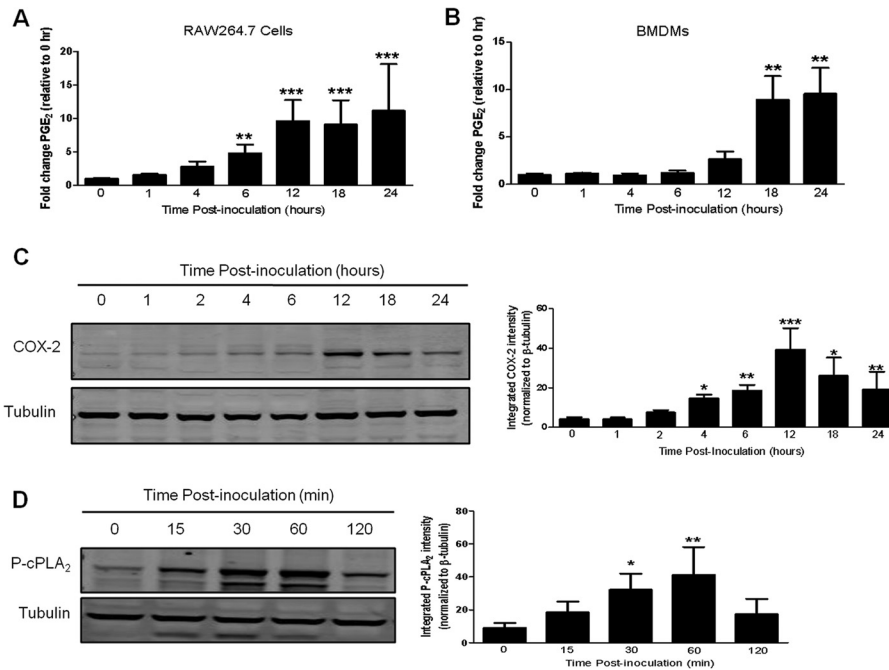 A
RAW264.7 Cells
Fold change PGE₂ (relative to 0 hr)
20
15
10
5
0
**
***
***
***
0 1 4 6 12 18 24
Time Post-inoculation (hours)
B
BMDMs
Fold change PGE₂ (relative to 0 hr)
15
10
5
0
**
**
0 1 4 6 12 18 24
Time Post-inoculation (hours)
C
Time Post-inoculation (hours)
0 1 2 4 6 12 18 24
COX-2
Tubulin
Integrated COX-2 intensity
(normalized to β-tubulin)
60
40
20
0
*
**
***
*
**
0 1 2 4 6 12 18 24
Time Post-Inoculation (hours)
D
Time Post-inoculation (min)
0 15 30 60 120
P-cPLA₂
Tubulin
Integrated P-cPLA₂ intensity
(normalized to β-tubulin)
80
60
40
20
0
*
**
0 15 30 60 120
Time Post-inoculation (min)